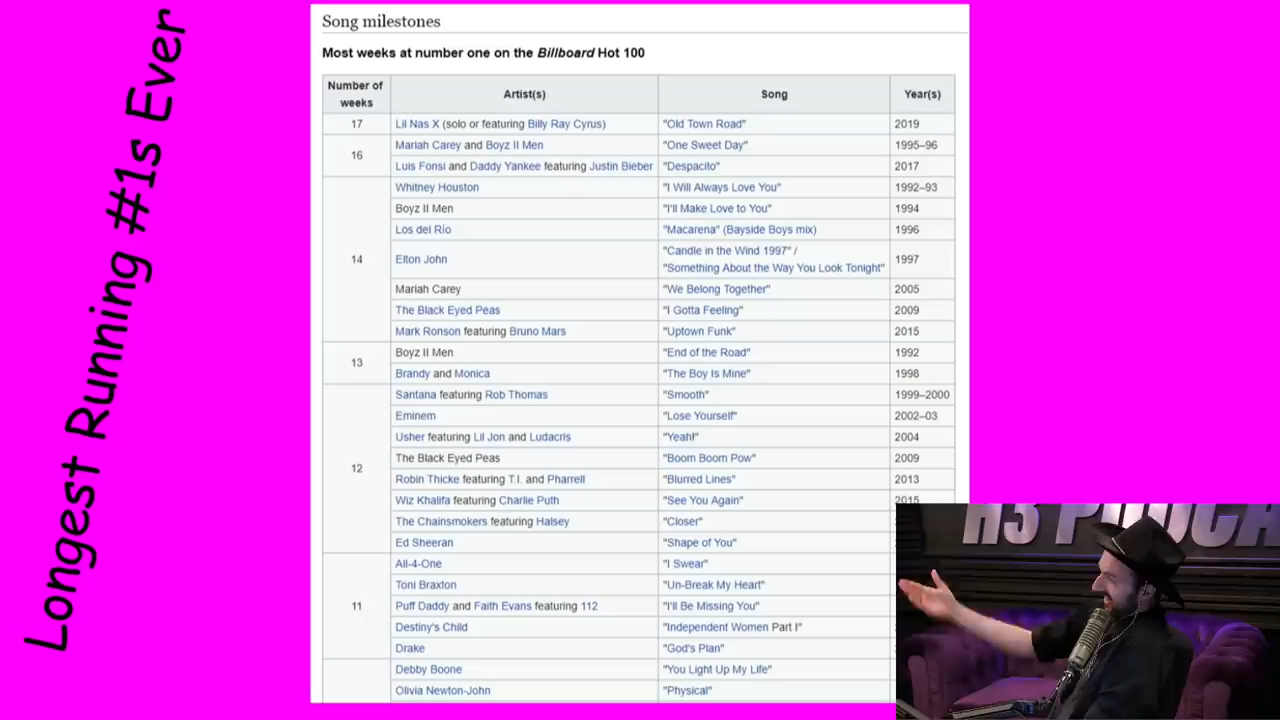 Longest Running #1s Ever
Song milestones
Most weeks at number one on the Billboard Hot 100
Number of weeks Artist(s) Song Year(s)
17 Lil Nas X (solo or featuring Billy Ray Cyrus) "Old Town Road" 2019
16 Mariah Carey and Boyz II Men "One Sweet Day" 1995–96
Luis Fonsi and Daddy Yankee featuring Justin Bieber "Despacito" 2017
14 Whitney Houston "I Will Always Love You" 1992–93
Boyz II Men "I'll Make Love to You" 1994
Los del Río "Macarena" (Bayside Boys mix) 1996
Elton John "Candle in the Wind 1997" /
"Something About the Way You Look Tonight" 1997
Mariah Carey "We Belong Together" 2005
The Black Eyed Peas "I Gotta Feeling" 2009
Mark Ronson featuring Bruno Mars "Uptown Funk" 2015
13 Boyz II Men "End of the Road" 1992
Brandy and Monica "The Boy Is Mine" 1998
12 Santana featuring Rob Thomas "Smooth" 1999–2000
Eminem "Lose Yourself" 2002–03
Usher featuring Lil Jon and Ludacris "Yeah!" 2004
The Black Eyed Peas "Boom Boom Pow" 2009
Robin Thicke featuring T.I. and Pharrell "Blurred Lines" 2013
Wiz Khalifa featuring Charlie Puth "See You Again" 2015
The Chainsmokers featuring Halsey "Closer"
Ed Sheeran "Shape of You"
11 All-4-One "I Swear"
Toni Braxton "Un-Break My Heart"
Puff Daddy and Faith Evans featuring 112 "I'll Be Missing You"
Destiny's Child "Independent Women Part I"
Drake "God's Plan"
Debby Boone "You Light Up My Life"
Olivia Newton-John "Physical"
H3 PODCA